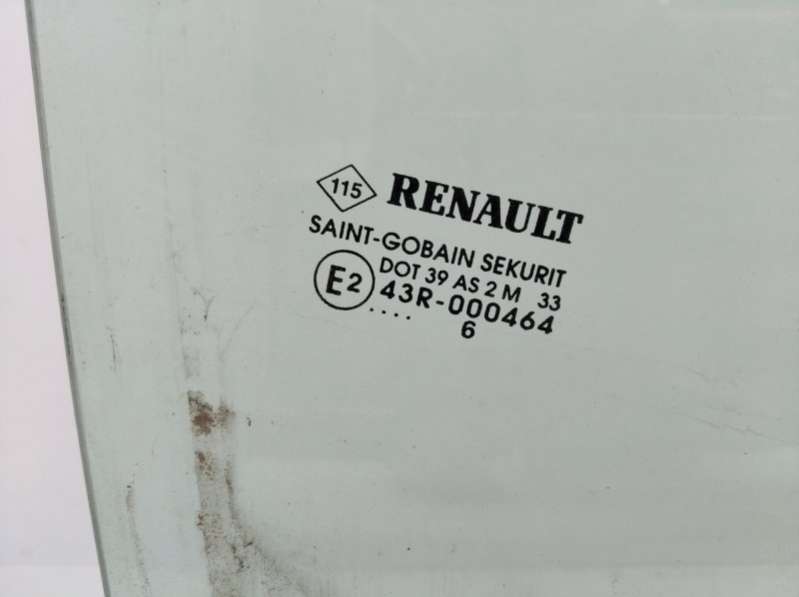 115 RENAULT
SAINT-GOBAIN SEKURIT
E2 DOT 39 AS 2 M 33
43R-000464
.... 6